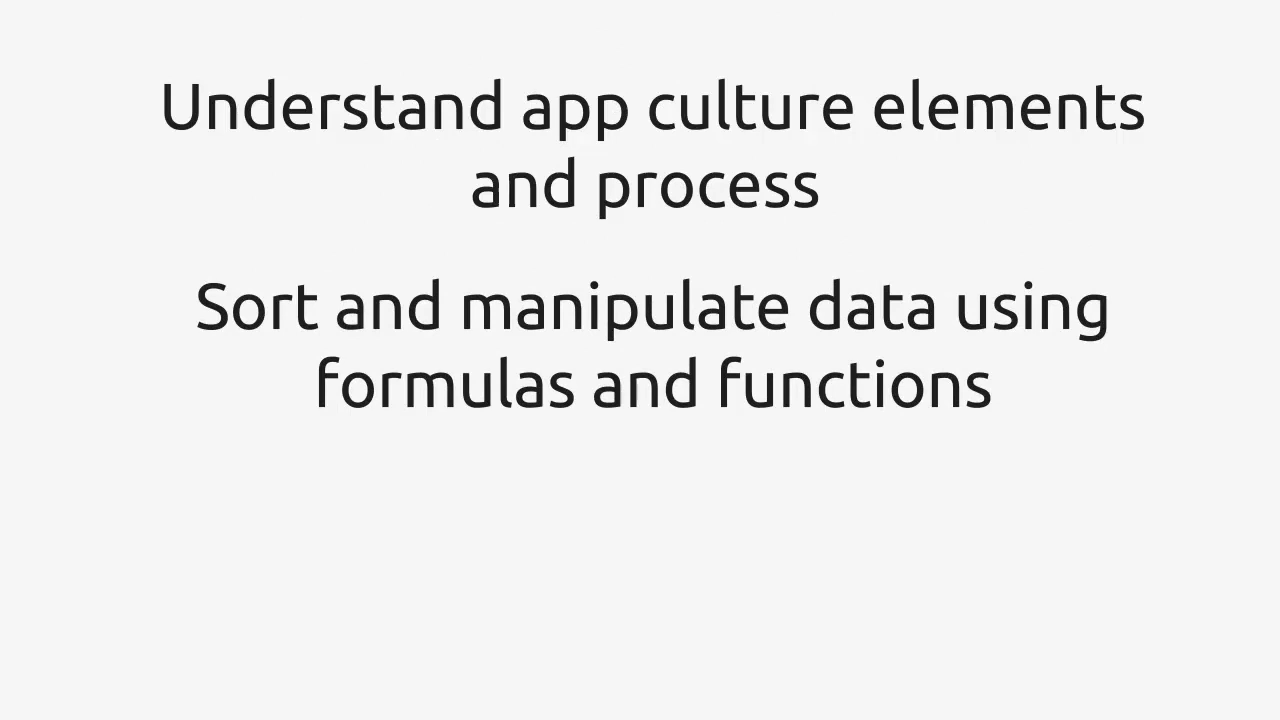 Understand app culture elements
and process
Sort and manipulate data using
formulas and functions